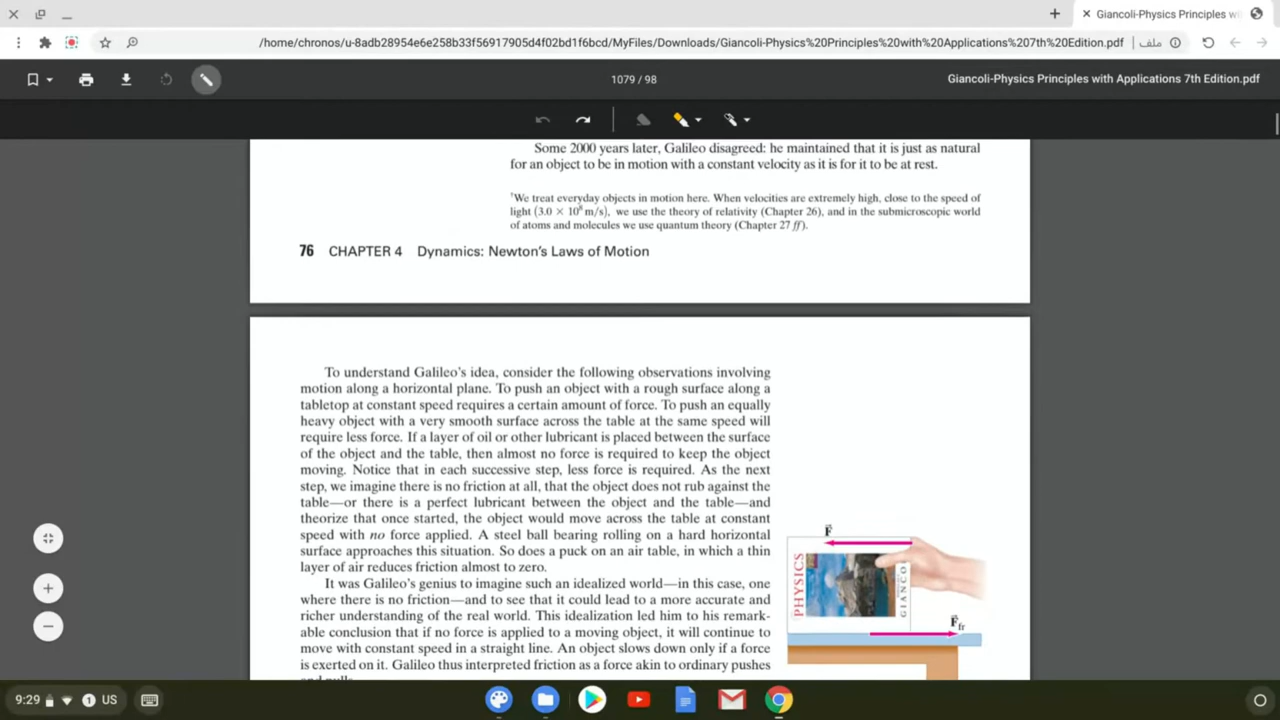 Giancoli-Physics Principles wi
/home/chronos/u-8adb28954e6e258b33f56917905d4f02bd1f6bcd/MyFiles/Downloads/Giancoli-Physics%20Principles%20with%20Applications%207th%20Edition.pdf | ملف
1079 / 98
Giancoli-Physics Principles with Applications 7th Edition.pdf
Some 2000 years later, Galileo disagreed: he maintained that it is just as natural
for an object to be in motion with a constant velocity as it is for it to be at rest.
†We treat everyday objects in motion here. When velocities are extremely high, close to the speed of
light (3.0 × 10⁸ m/s), we use the theory of relativity (Chapter 26), and in the submicroscopic world
of atoms and molecules we use quantum theory (Chapter 27 ff).
76 CHAPTER 4 Dynamics: Newton's Laws of Motion
To understand Galileo's idea, consider the following observations involving
motion along a horizontal plane. To push an object with a rough surface along a
tabletop at constant speed requires a certain amount of force. To push an equally
heavy object with a very smooth surface across the table at the same speed will
require less force. If a layer of oil or other lubricant is placed between the surface
of the object and the table, then almost no force is required to keep the object
moving. Notice that in each successive step, less force is required. As the next
step, we imagine there is no friction at all, that the object does not rub against the
table—or there is a perfect lubricant between the object and the table—and
theorize that once started, the object would move across the table at constant
speed with no force applied. A steel ball bearing rolling on a hard horizontal
surface approaches this situation. So does a puck on an air table, in which a thin
layer of air reduces friction almost to zero.
It was Galileo's genius to imagine such an idealized world—in this case, one
where there is no friction—and to see that it could lead to a more accurate and
richer understanding of the real world. This idealization led him to his remark-
able conclusion that if no force is applied to a moving object, it will continue to
move with constant speed in a straight line. An object slows down only if a force
is exerted on it. Galileo thus interpreted friction as a force akin to ordinary pushes
F⃗
PHYSICS
GIANCO
F⃗fr
9:29
1
US